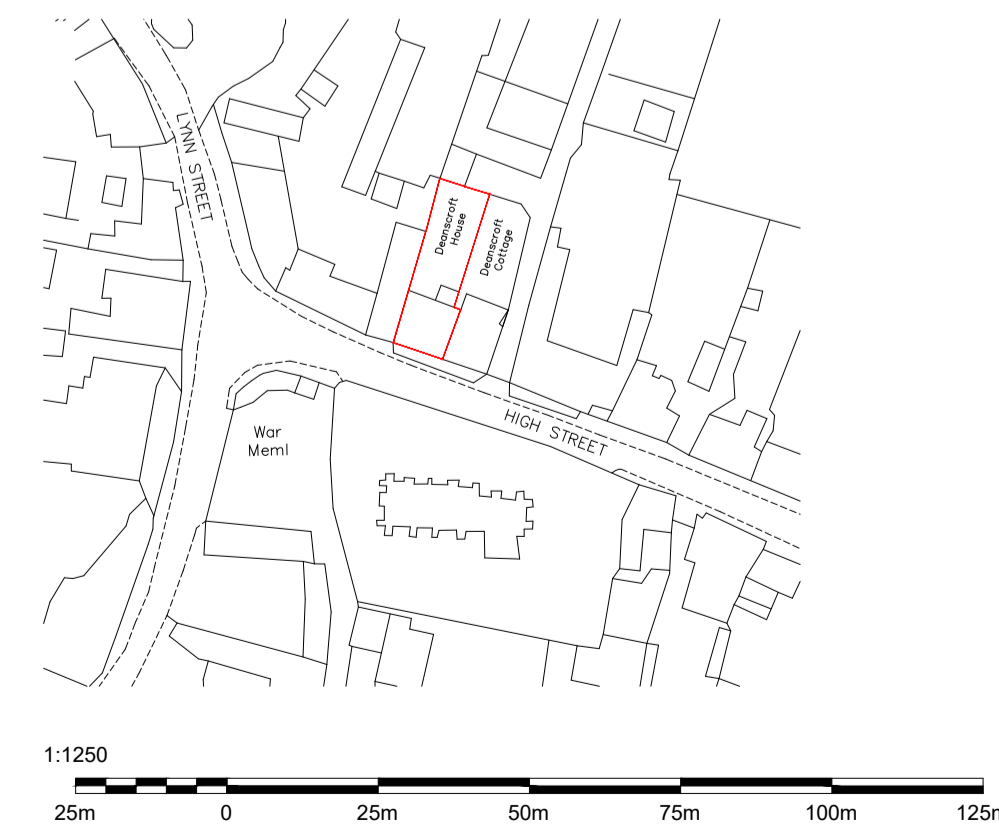 LYNN STREET
Deanscroft
House
Deanscroft
Cottage
HIGH STREET
War
Meml
1:1250
25m 0 25m 50m 75m 100m 125m